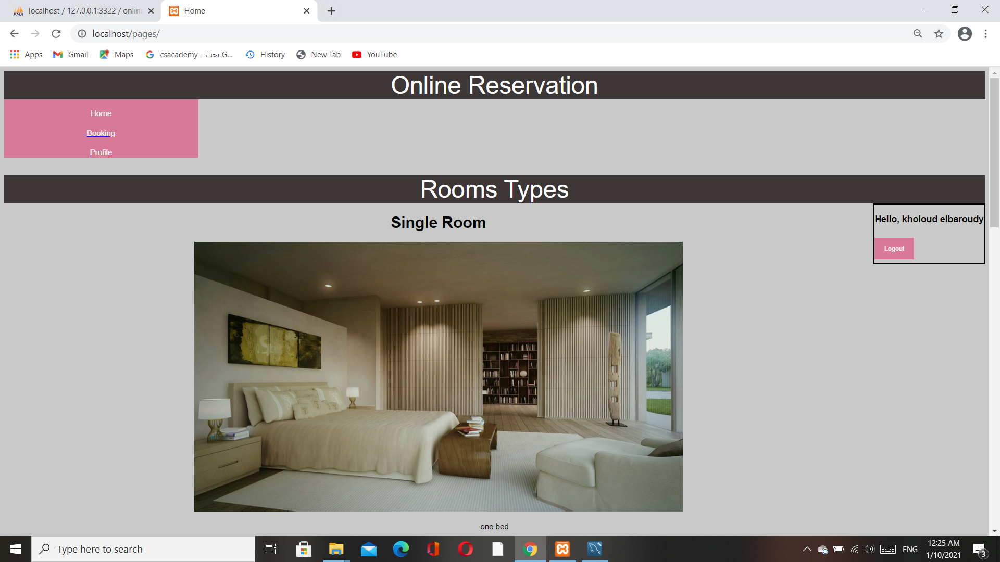 localhost / 127.0.0.1:3322 / onlin
Home
localhost/pages/
Apps
Gmail
Maps
csacademy - بحث G...
History
New Tab
YouTube
Online Reservation
Home
Booking
Profile
Rooms Types
Single Room
Hello, kholoud elbaroudy
Logout
one bed
Type here to search
ENG
12:25 AM
1/10/2021
3